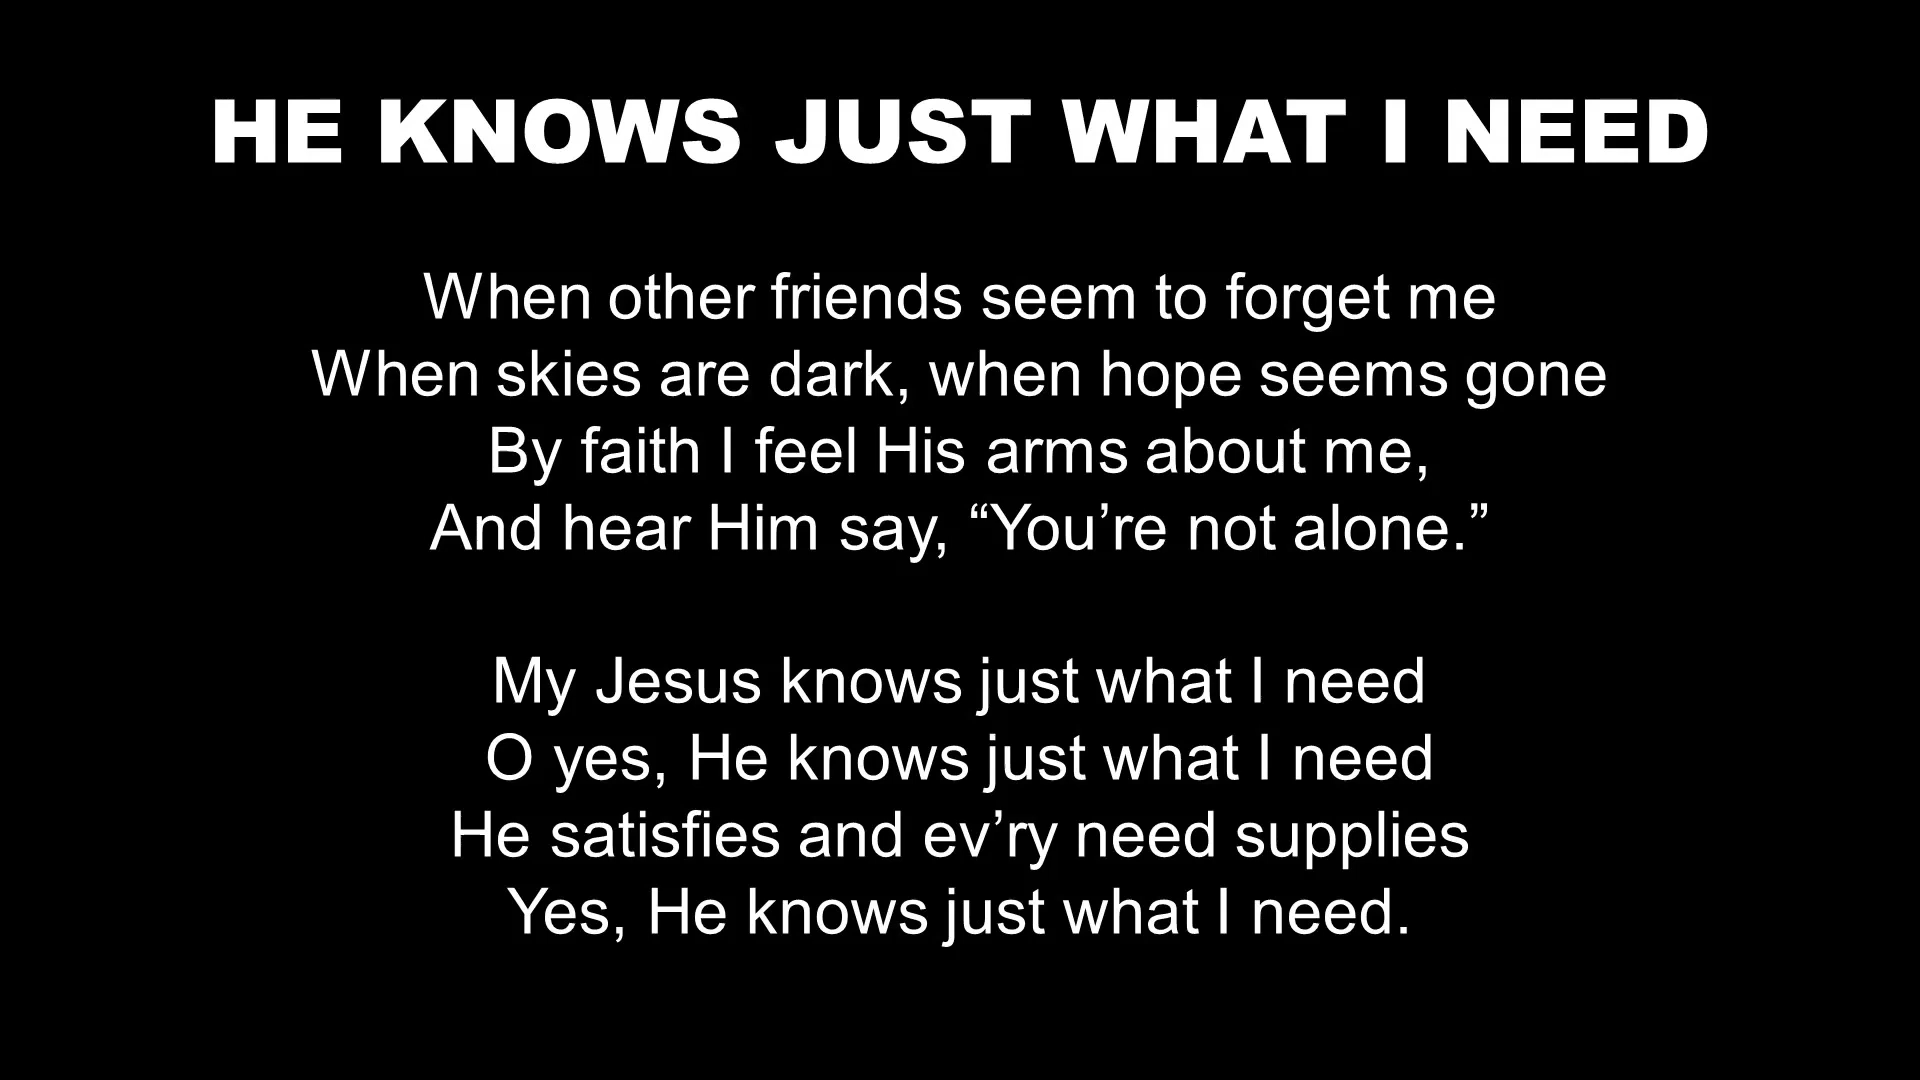 HE KNOWS JUST WHAT I NEED
When other friends seem to forget me
When skies are dark, when hope seems gone
By faith I feel His arms about me,
And hear Him say, “You’re not alone.”
My Jesus knows just what I need
O yes, He knows just what I need
He satisfies and ev’ry need supplies
Yes, He knows just what I need.